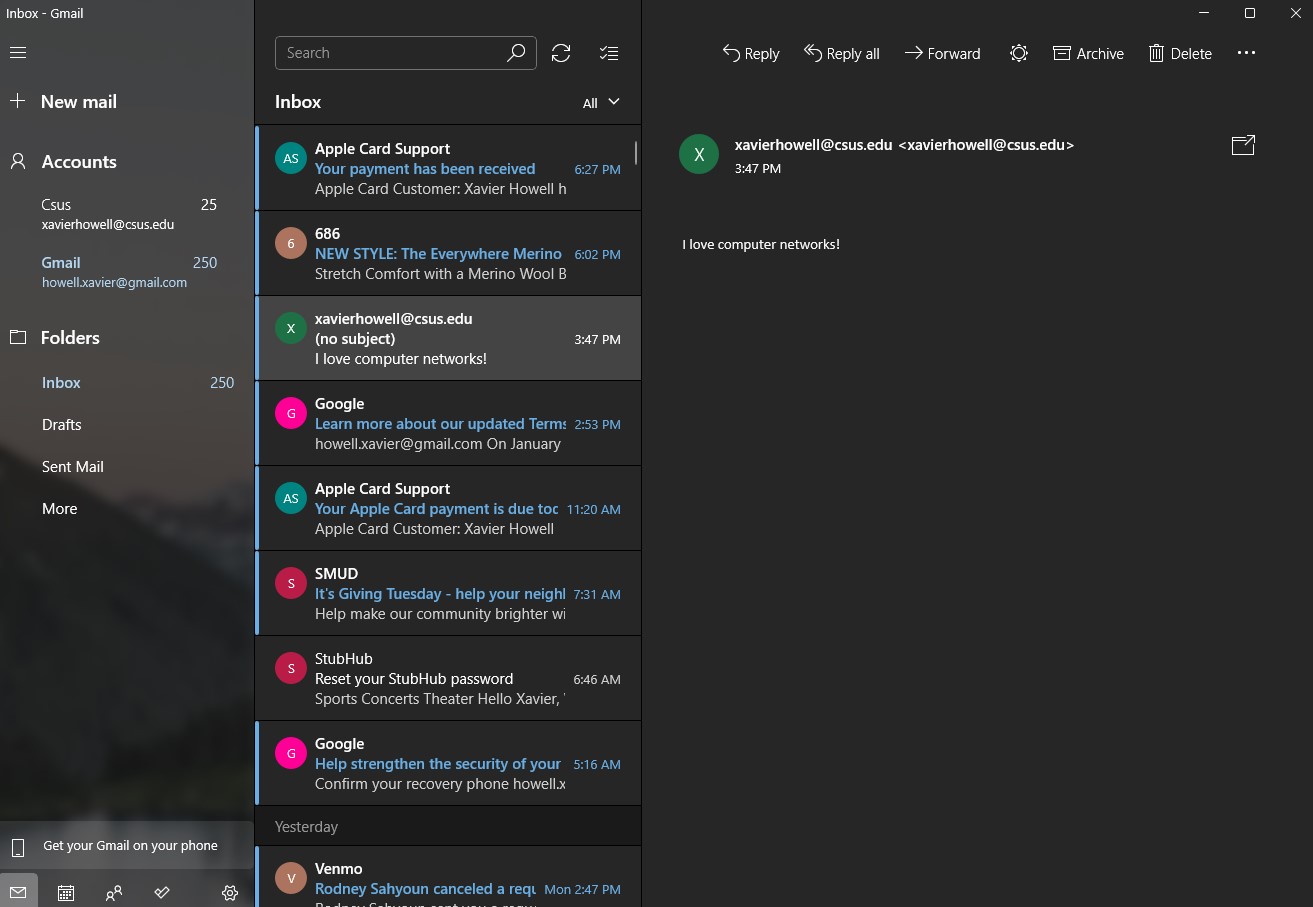 Inbox - Gmail
New mail
Accounts
Csus 25
xavierhowell@csus.edu
Gmail 250
howell.xavier@gmail.com
Folders
Inbox 250
Drafts
Sent Mail
More
Get your Gmail on your phone
Search
Inbox All
AS Apple Card Support
Your payment has been received 6:27 PM
Apple Card Customer: Xavier Howell h
6 686
NEW STYLE: The Everywhere Merino 6:02 PM
Stretch Comfort with a Merino Wool B
X xavierhowell@csus.edu
(no subject) 3:47 PM
I love computer networks!
G Google
Learn more about our updated Terms 2:53 PM
howell.xavier@gmail.com On January
AS Apple Card Support
Your Apple Card payment is due toc 11:20 AM
Apple Card Customer: Xavier Howell
S SMUD
It's Giving Tuesday - help your neighl 7:31 AM
Help make our community brighter wi
S StubHub
Reset your StubHub password 6:46 AM
Sports Concerts Theater Hello Xavier,
G Google
Help strengthen the security of your 5:16 AM
Confirm your recovery phone howell.x
Yesterday
V Venmo
Rodney Sahyoun canceled a requ Mon 2:47 PM
Reply Reply all Forward Archive Delete
X xavierhowell@csus.edu <xavierhowell@csus.edu>
3:47 PM
I love computer networks!